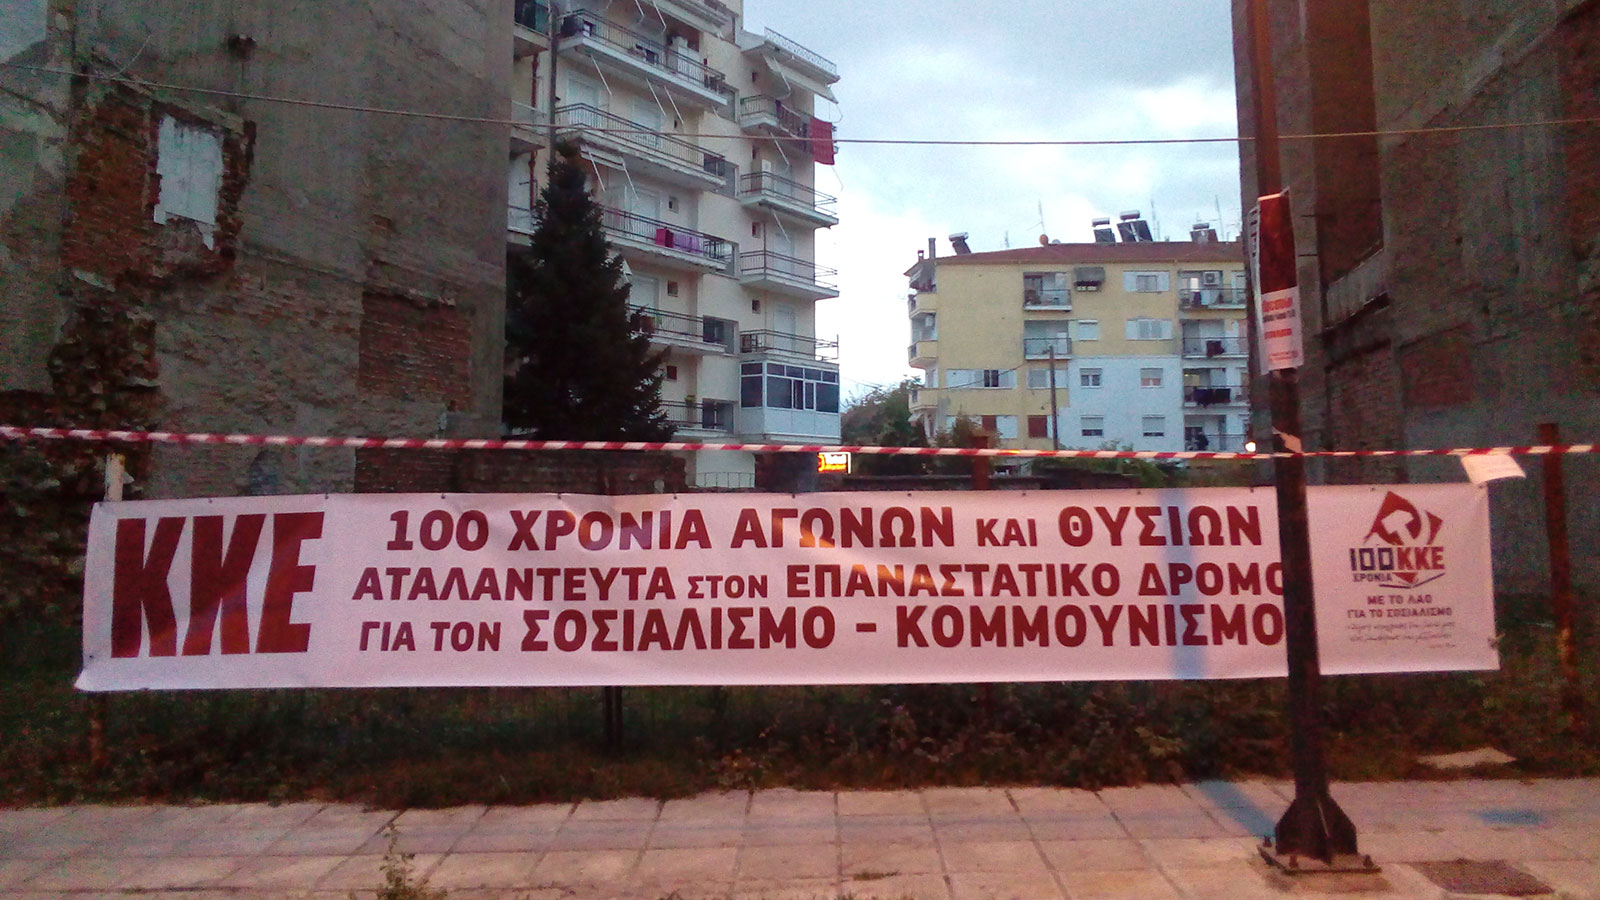 ΚΚΕ
100 ΧΡΟΝΙΑ ΑΓΩΝΩΝ ΚΑΙ ΘΥΣΙΩΝ
ΑΤΑΛΑΝΤΕΥΤΑ ΣΤΟΝ ΕΠΑΝΑΣΤΑΤΙΚΟ ΔΡΟΜΟ
ΓΙΑ ΤΟΝ ΣΟΣΙΑΛΙΣΜΟ – ΚΟΜΜΟΥΝΙΣΜΟ
100 ΚΚΕ
ΧΡΟΝΙΑ
ΜΕ ΤΟ ΛΑΟ
ΓΙΑ ΤΟ ΣΟΣΙΑΛΙΣΜΟ